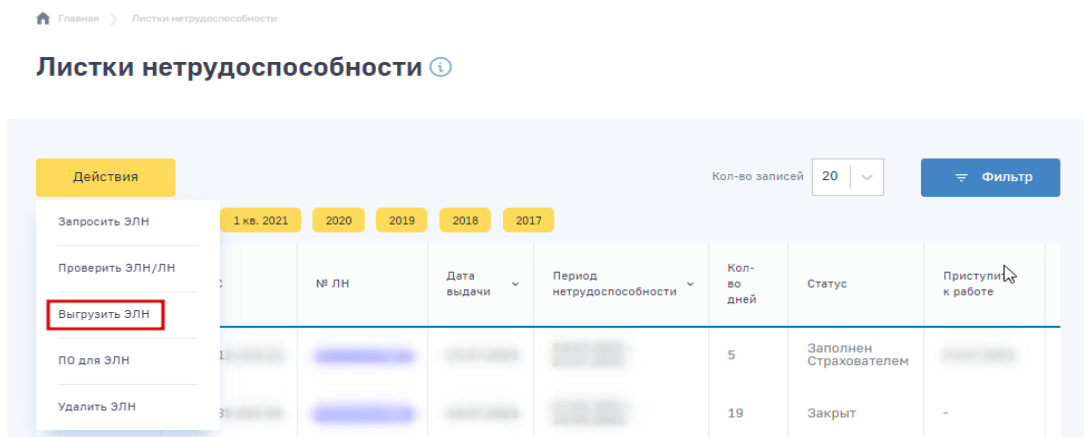 Главная > Листки нетрудоспособности
Листки нетрудоспособности i
Действия
Кол-во записей 20
Фильтр
Запросить ЭЛН
1 кв. 2021 2020 2019 2018 2017
Проверить ЭЛН/ЛН
№ ЛН
Дата
выдачи
Период
нетрудоспособности
Кол-
во
дней
Статус
к работе
Выгрузить ЭЛН
ПО для ЭЛН
5
Заполнен
Страхователем
Удалить ЭЛН
19
Закрыт
-